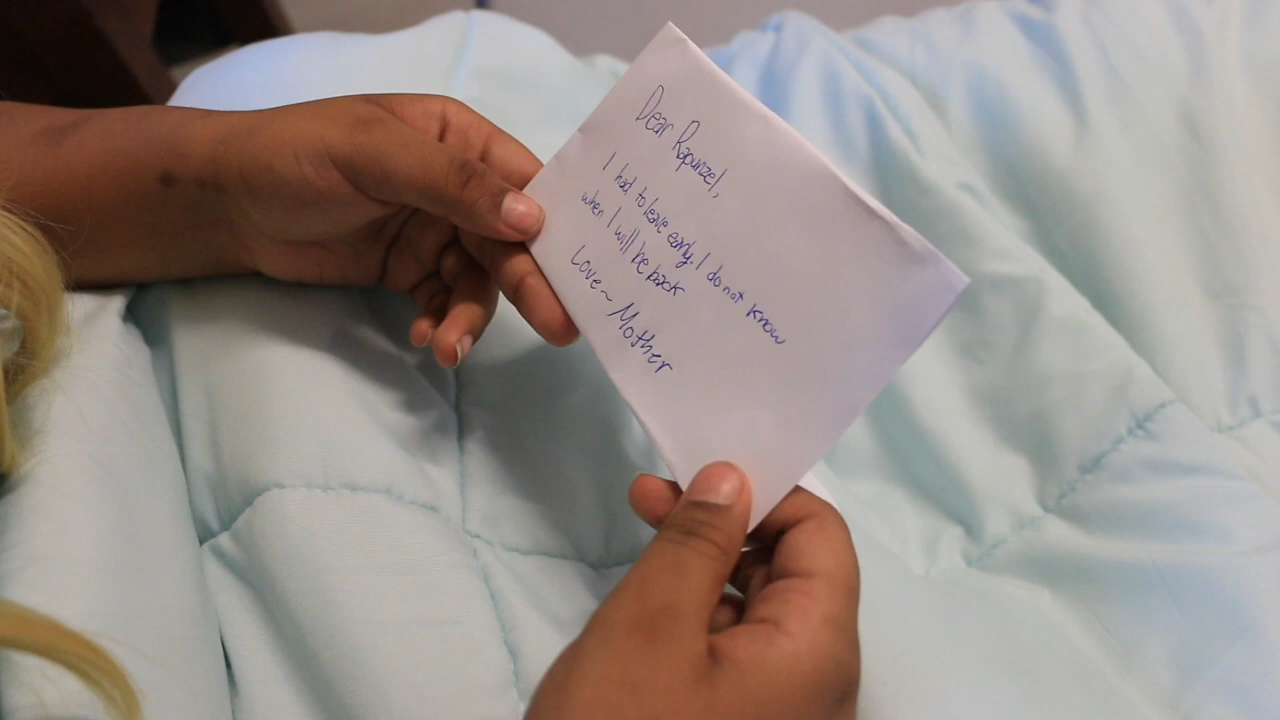 Dear Rapunzel,
I had to leave early. I do not know
when I will be back
Love~ Mother